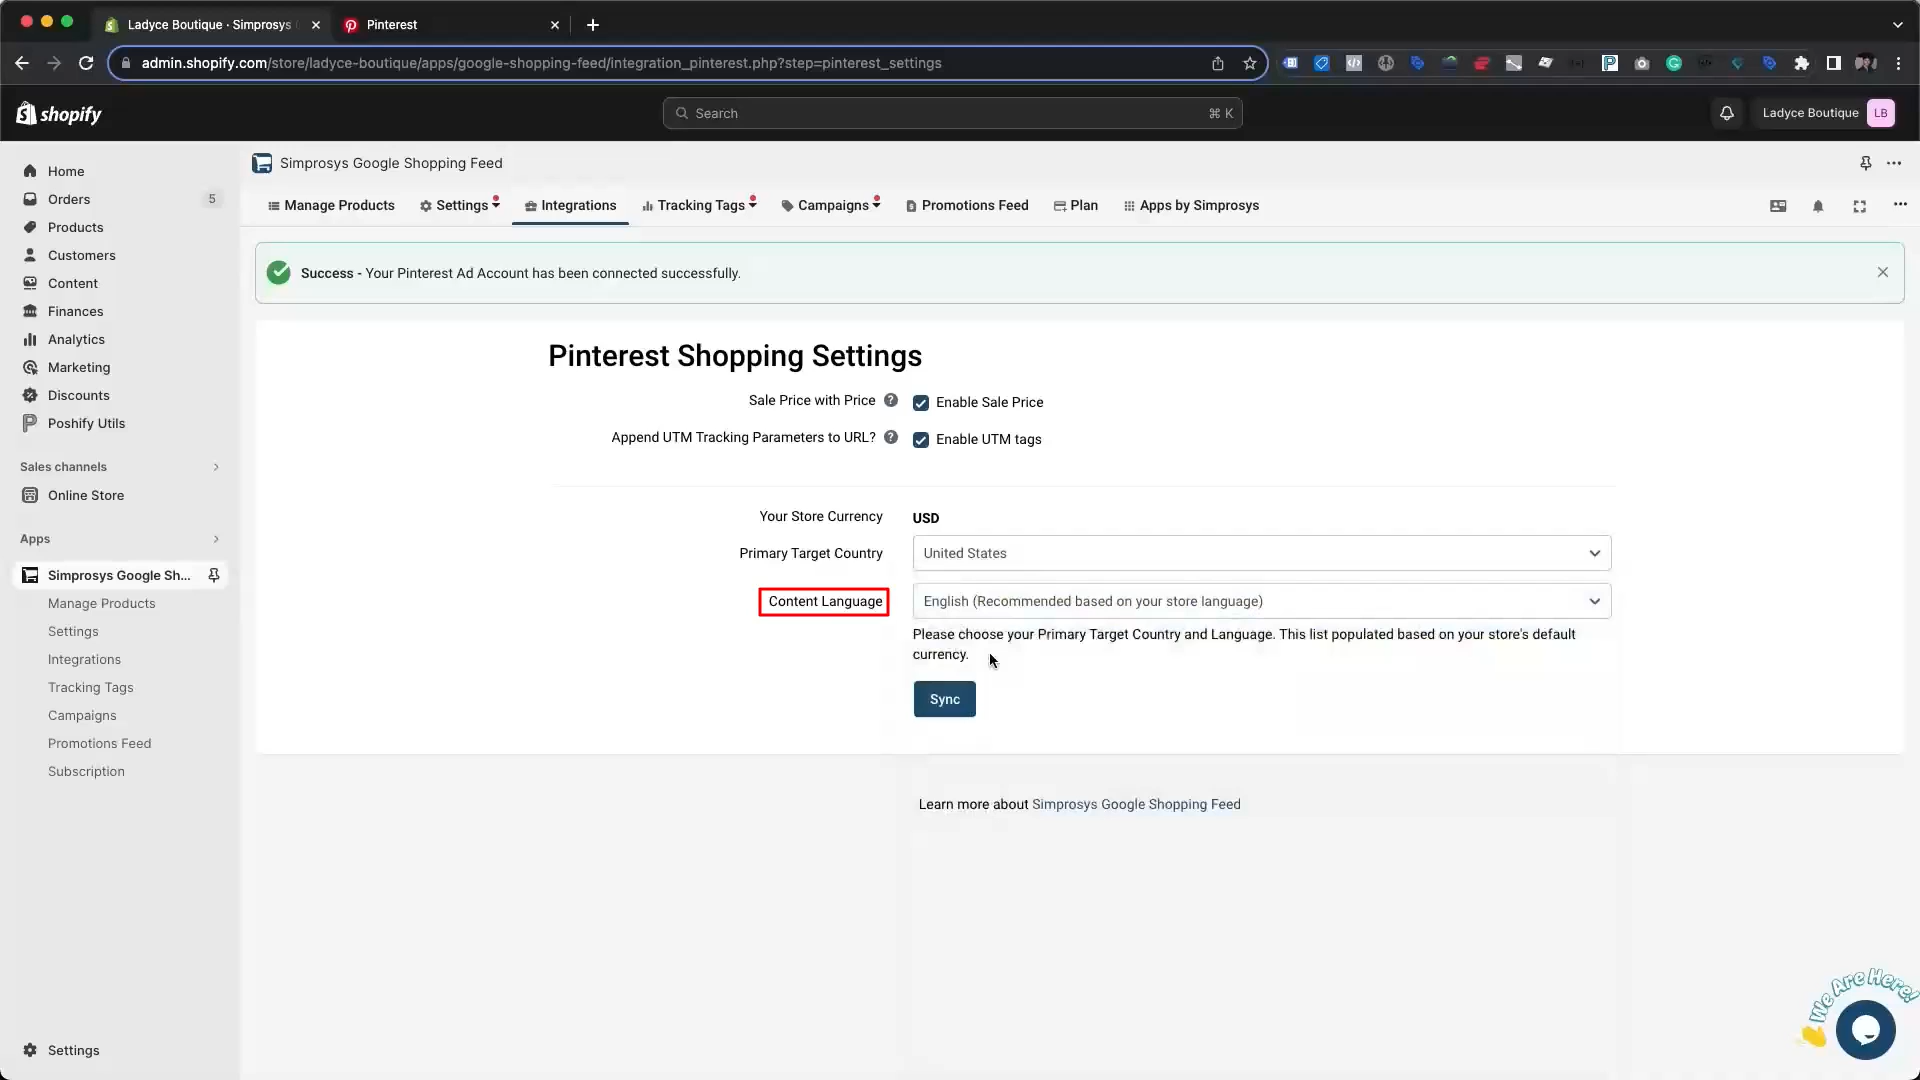 Ladyce Boutique · Simprosys
Pinterest
admin.shopify.com/store/ladyce-boutique/apps/google-shopping-feed/integration_pinterest.php?step=pinterest_settings
shopify
Search
⌘ K
Ladyce Boutique
LB
Home
Orders
5
Products
Customers
Content
Finances
Analytics
Marketing
Discounts
Poshify Utils
Sales channels
Online Store
Apps
Simprosys Google Sh...
Manage Products
Settings
Integrations
Tracking Tags
Campaigns
Promotions Feed
Subscription
Settings
Simprosys Google Shopping Feed
Manage Products
Settings
Integrations
Tracking Tags
Campaigns
Promotions Feed
Plan
Apps by Simprosys
Success - Your Pinterest Ad Account has been connected successfully.
Pinterest Shopping Settings
Sale Price with Price
Enable Sale Price
Append UTM Tracking Parameters to URL?
Enable UTM tags
Your Store Currency
USD
Primary Target Country
United States
Content Language
English (Recommended based on your store language)
Please choose your Primary Target Country and Language. This list populated based on your store's default
currency.
Sync
Learn more about Simprosys Google Shopping Feed
We Are Here!